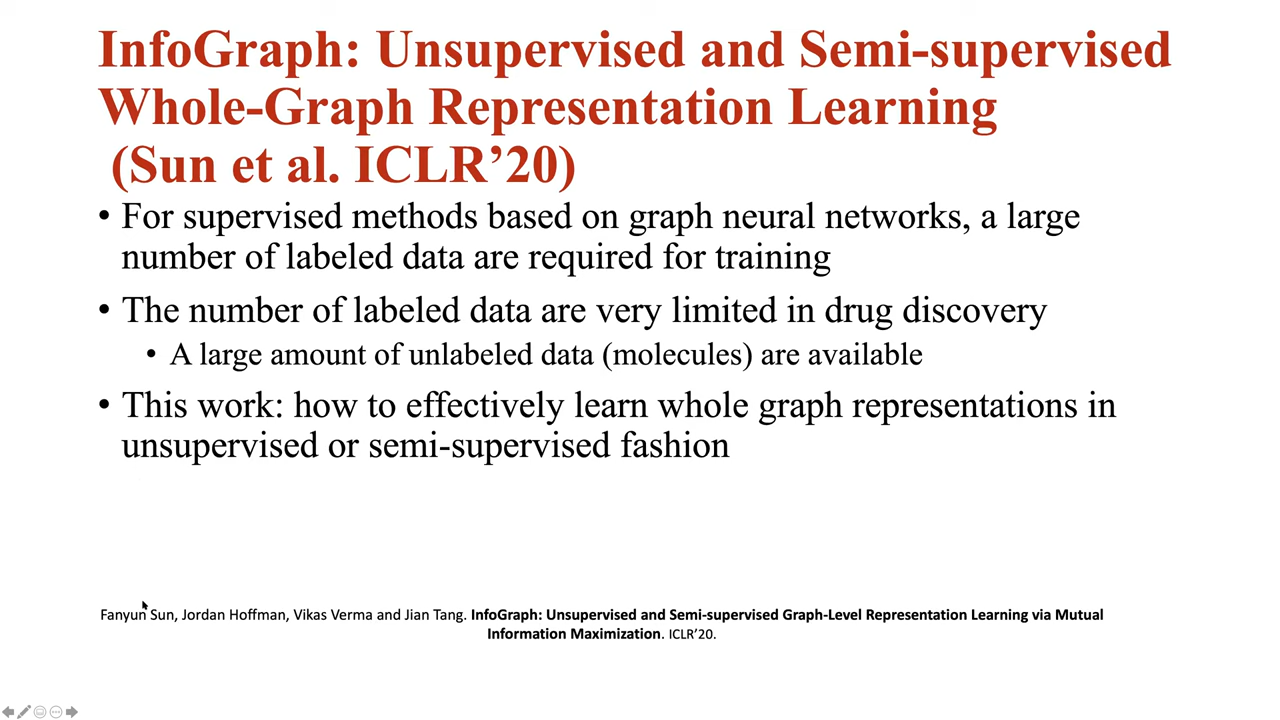 InfoGraph: Unsupervised and Semi-supervised
Whole-Graph Representation Learning
(Sun et al. ICLR’20)
• For supervised methods based on graph neural networks, a large
number of labeled data are required for training
• The number of labeled data are very limited in drug discovery
• A large amount of unlabeled data (molecules) are available
• This work: how to effectively learn whole graph representations in
unsupervised or semi-supervised fashion
Fanyun Sun, Jordan Hoffman, Vikas Verma and Jian Tang. InfoGraph: Unsupervised and Semi-supervised Graph-Level Representation Learning via Mutual
Information Maximization. ICLR’20.